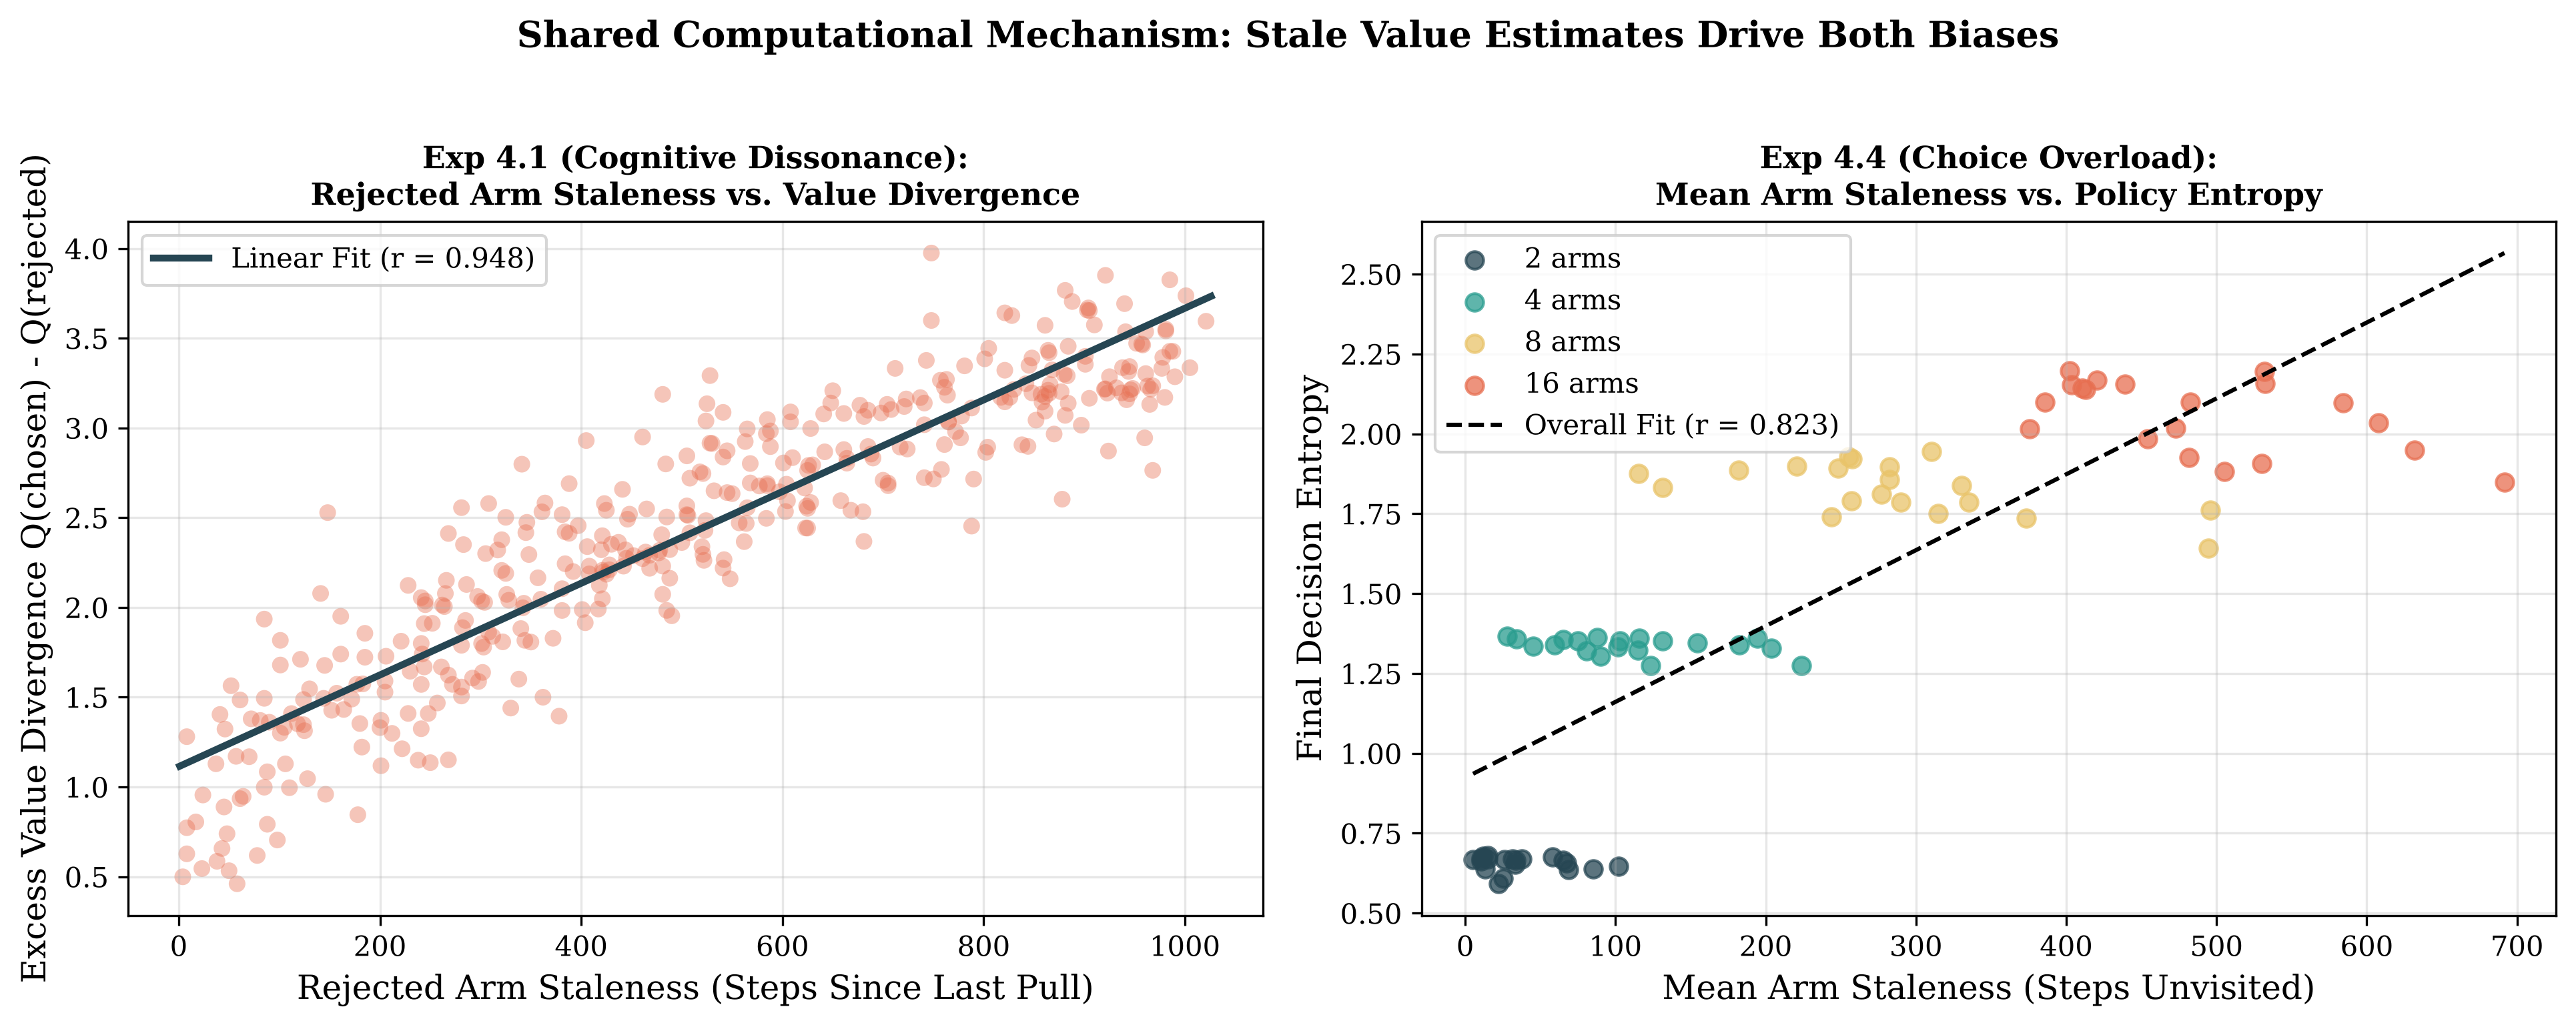 Shared Computational Mechanism: Stale Value Estimates Drive Both Biases
Exp 4.1 (Cognitive Dissonance):
Rejected Arm Staleness vs. Value Divergence
Excess Value Divergence Q(chosen) - Q(rejected)
4.0
3.5
3.0
2.5
2.0
1.5
1.0
0.5
Linear Fit (r = 0.948)
0
200
400
600
800
1000
Rejected Arm Staleness (Steps Since Last Pull)
Exp 4.4 (Choice Overload):
Mean Arm Staleness vs. Policy Entropy
Final Decision Entropy
2.50
2.25
2.00
1.75
1.50
1.25
1.00
0.75
0.50
2 arms
4 arms
8 arms
16 arms
Overall Fit (r = 0.823)
0
100
200
300
400
500
600
700
Mean Arm Staleness (Steps Unvisited)